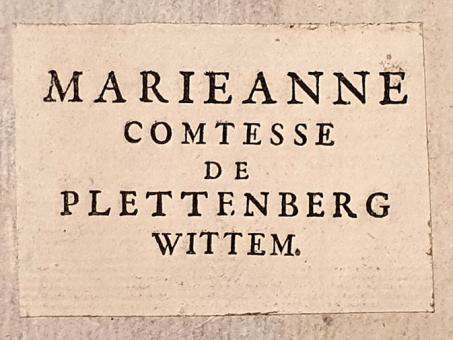 MARIEANNE
COMTESSE
DE
PLETTENBERG
WITTEM.